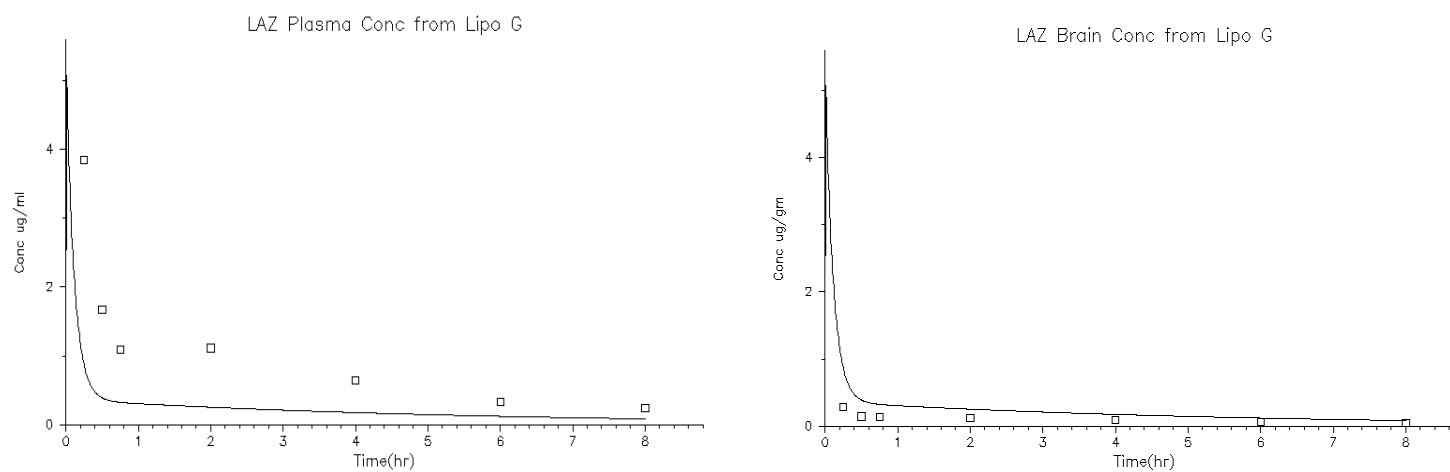 LAZ Plasma Conc from Lipo G
4
2
0
Conc ug/ml
0 1 2 3 4 5 6 7 8
Time(hr)
LAZ Brain Conc from Lipo G
4
2
0
Conc ug/gm
0 1 2 3 4 5 6 7 8
Time(hr)